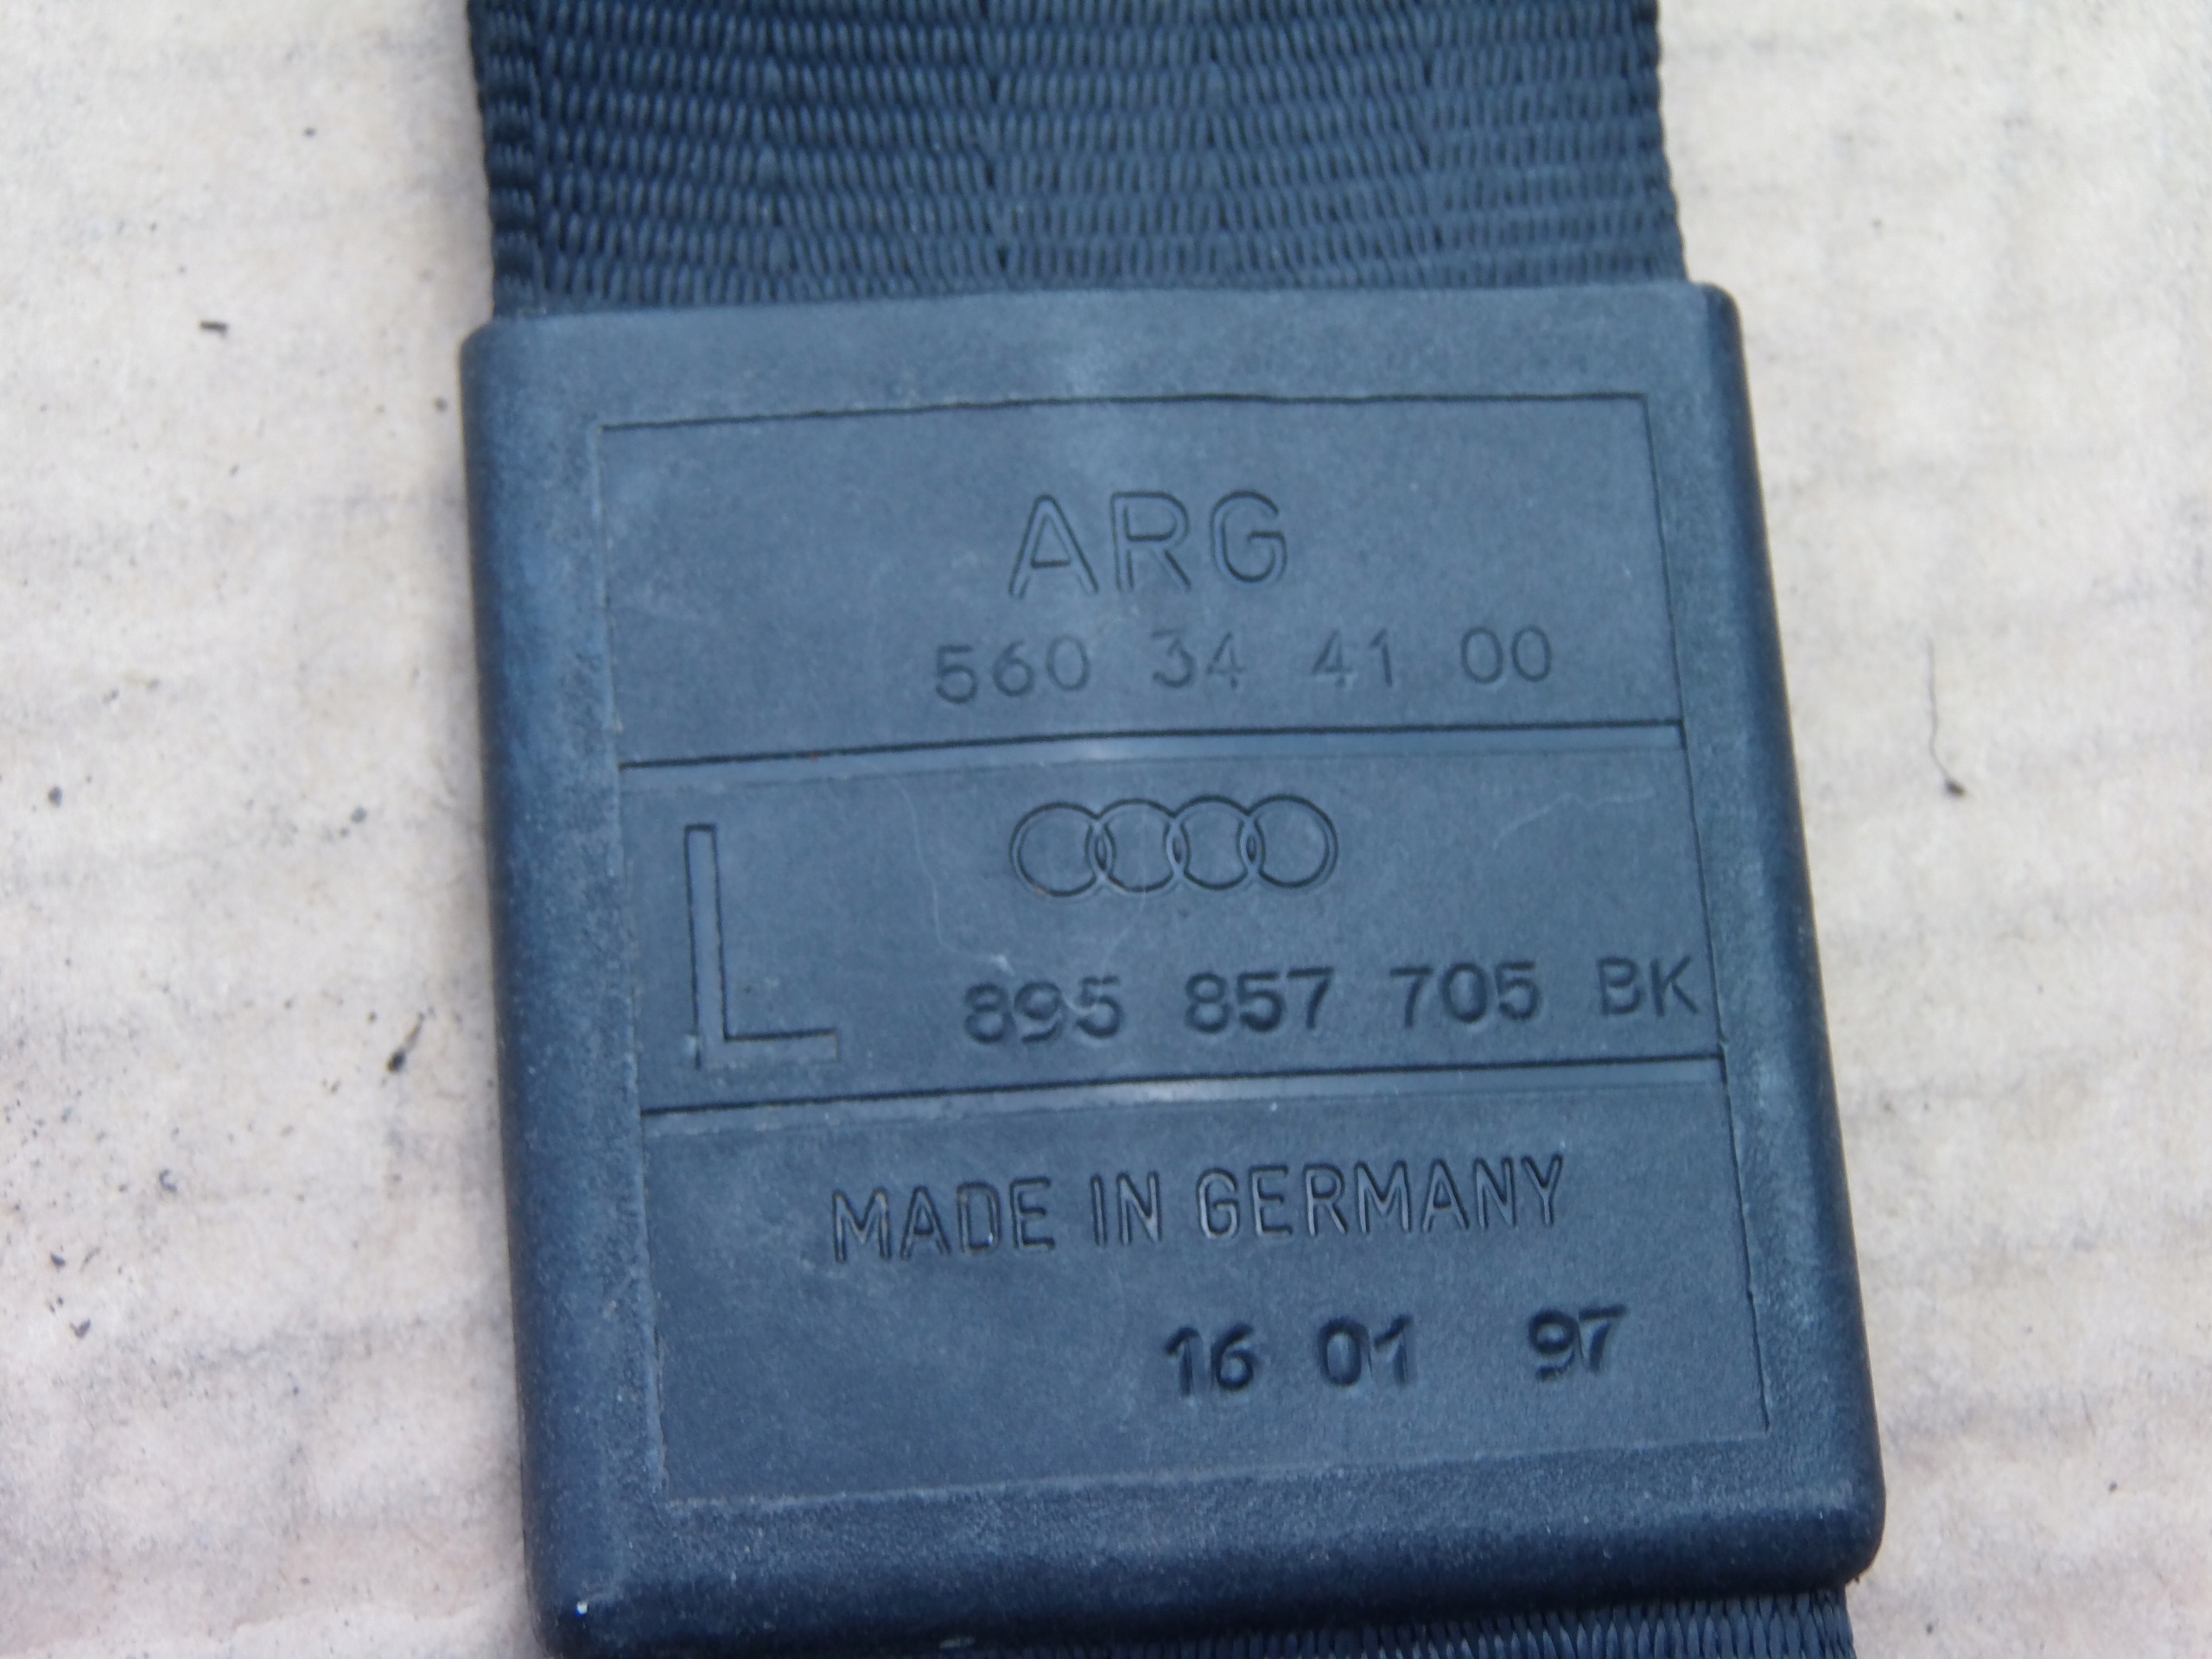 ARG
560 34 41 00
L
895 857 705 BK
MADE IN GERMANY
16 01 97